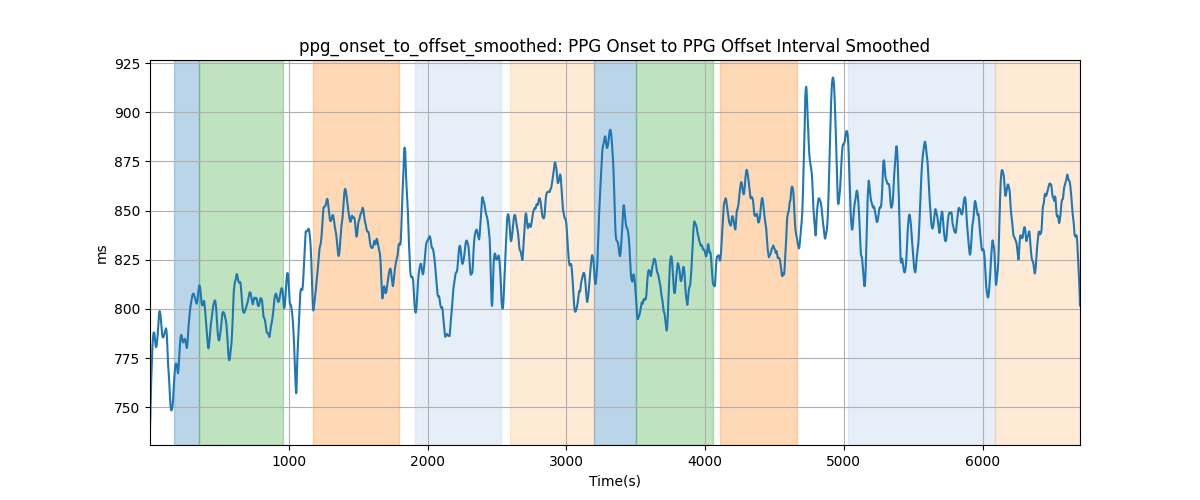 ppg_onset_to_offset_smoothed: PPG Onset to PPG Offset Interval Smoothed
925
900
875
850
825
800
775
750
ms
1000 2000 3000 4000 5000 6000
Time(s)